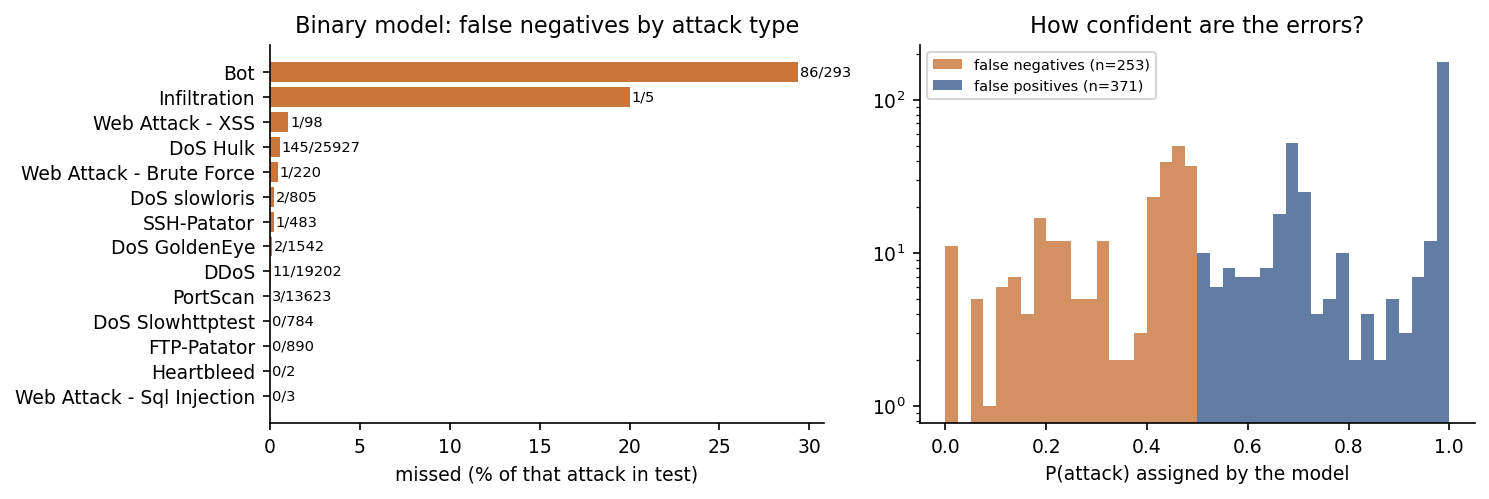 Binary model: false negatives by attack type
Bot
86/293
Infiltration
1/5
Web Attack - XSS
1/98
DoS Hulk
145/25927
Web Attack - Brute Force
1/220
DoS slowloris
2/805
SSH-Patator
1/483
DoS GoldenEye
2/1542
DDoS
11/19202
PortScan
3/13623
DoS Slowhttptest
0/784
FTP-Patator
0/890
Heartbleed
0/2
Web Attack - Sql Injection
0/3
0 5 10 15 20 25 30
missed (% of that attack in test)
How confident are the errors?
false negatives (n=253)
false positives (n=371)
10²
10¹
10⁰
0.0 0.2 0.4 0.6 0.8 1.0
P(attack) assigned by the model